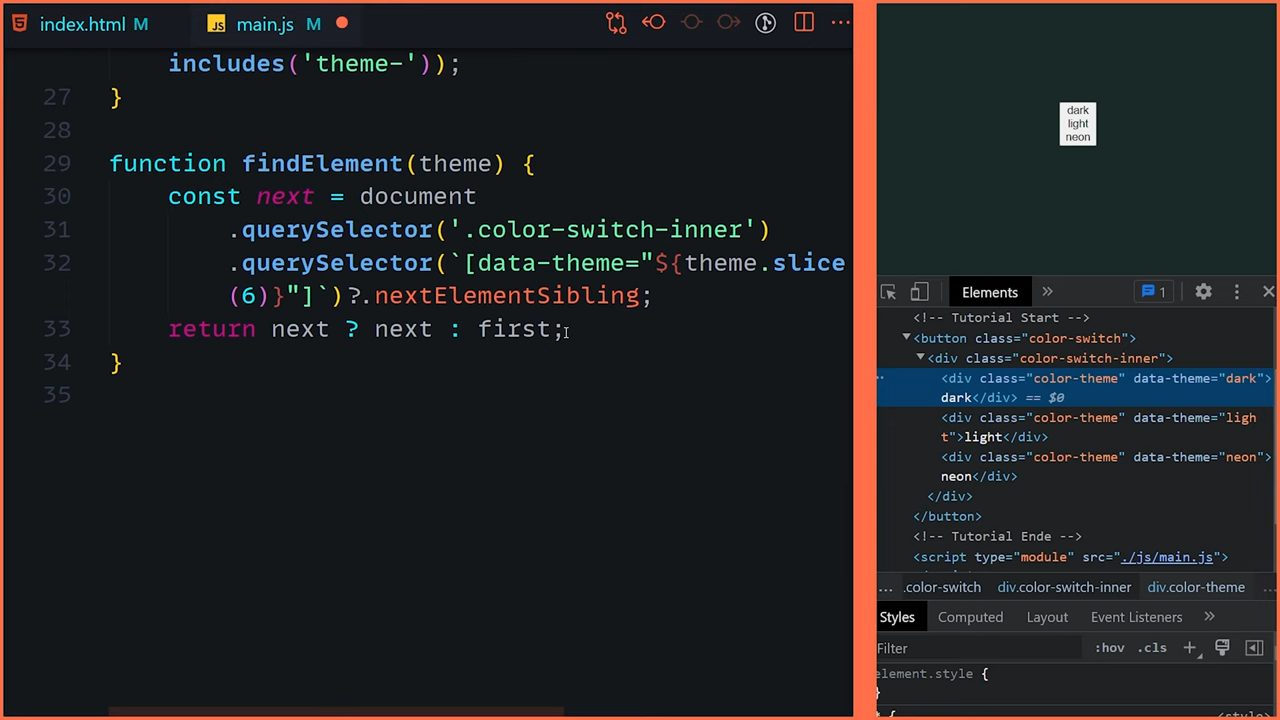 index.html M
main.js M
includes('theme-'));
27 }
28
29 function findElement(theme) {
30 const next = document
31 .querySelector('.color-switch-inner')
32 .querySelector(`[data-theme="${theme.slice
(6)}"]`)?.nextElementSibling;
33 return next ? next : first;
34 }
35
dark
light
neon
Elements
1
<!-- Tutorial Start -->
<button class="color-switch">
<div class="color-switch-inner">
<div class="color-theme" data-theme="dark">
dark</div> == $0
<div class="color-theme" data-theme="ligh
t">light</div>
<div class="color-theme" data-theme="neon">
neon</div>
</div>
</button>
<!-- Tutorial Ende -->
<script type="module" src="./js/main.js">
... .color-switch div.color-switch-inner div.color-theme ...
Styles Computed Layout Event Listeners
Filter :hov .cls
element.style {
}